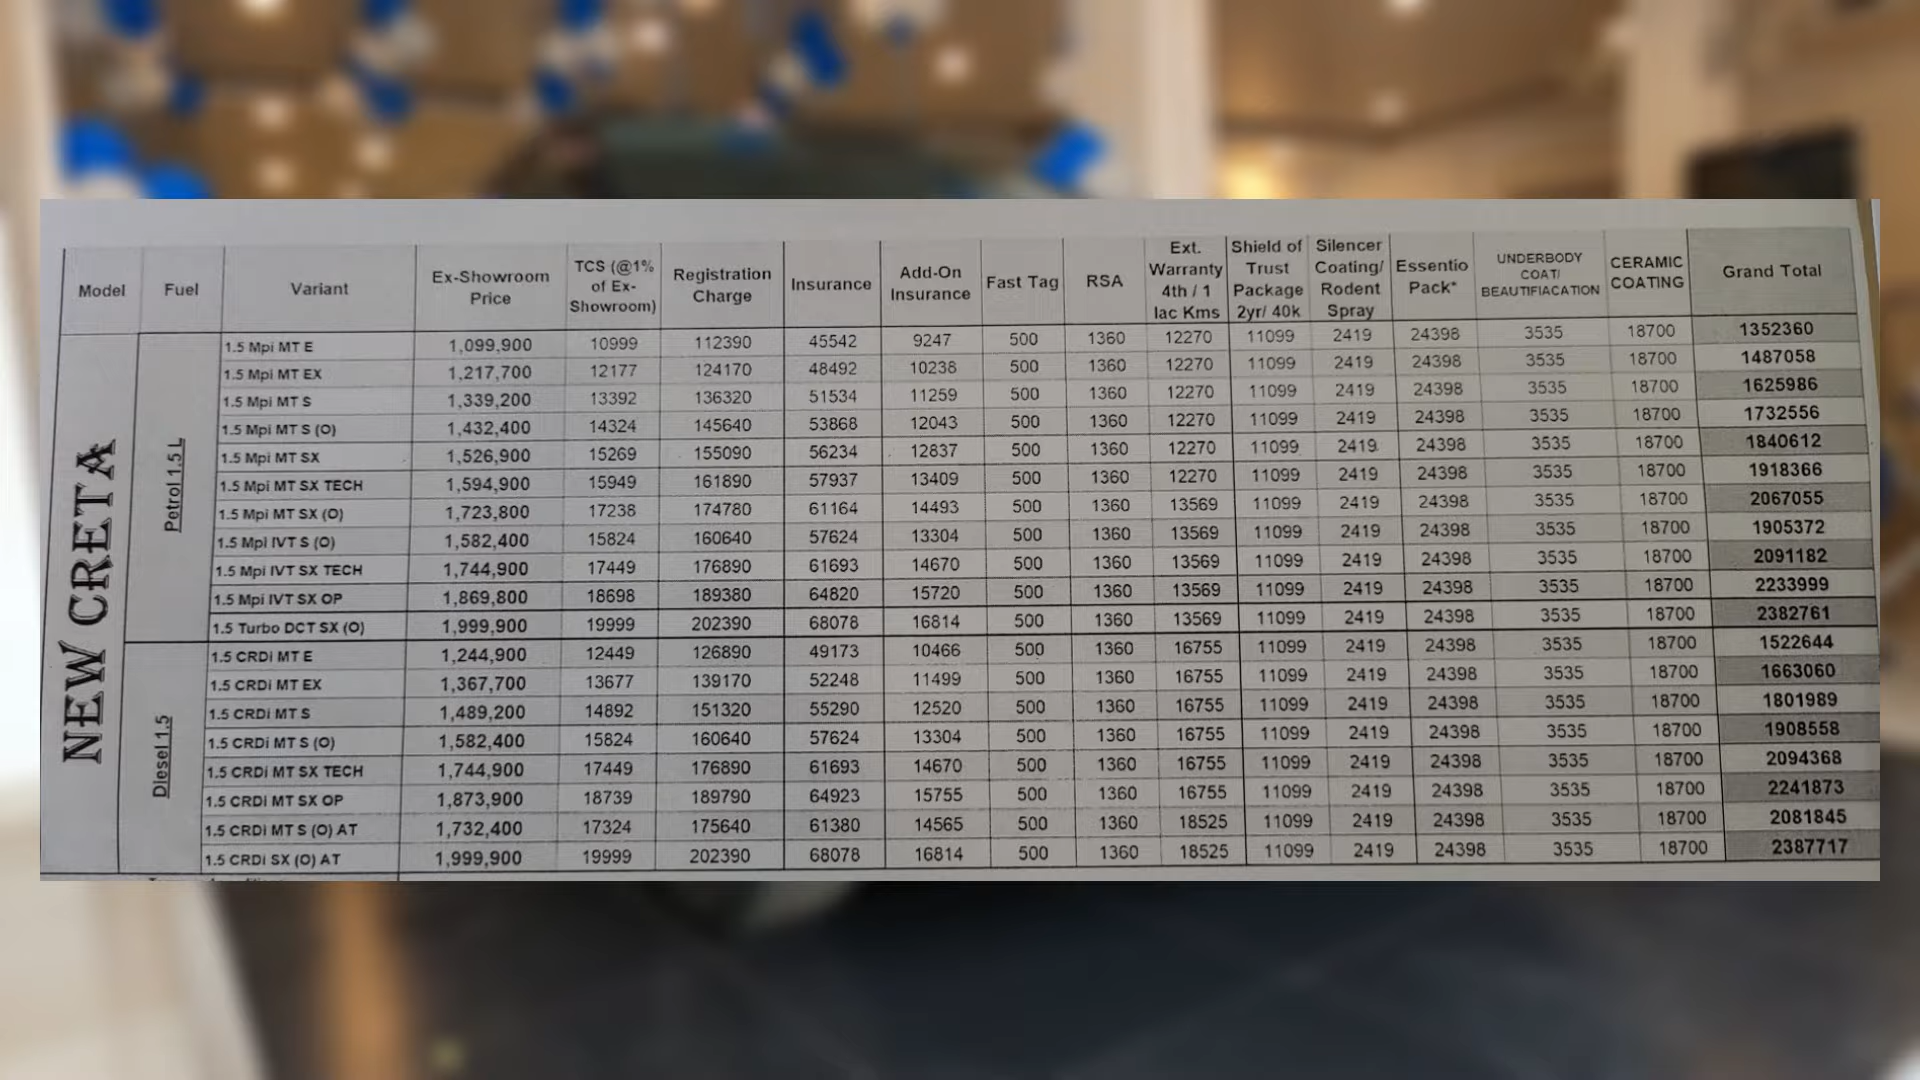 Model Fuel Variant Ex-Showroom Price TCS (@1% of Ex-Showroom) Registration Charge Insurance Add-On Insurance Fast Tag RSA Ext. Warranty 4th / 1 lac Kms Shield of Trust Package 2yr/ 40k Silencer Coating/ Rodent Spray Essentio Pack* UNDERBODY COAT/ BEAUTIFIACATION CERAMIC COATING Grand Total
NEW CRETA
Petrol 1.5 L
1.5 Mpi MT E 1,099,900 10999 112390 45542 9247 500 1360 12270 11099 2419 24398 3535 18700 1352360
1.5 Mpi MT EX 1,217,700 12177 124170 48492 10238 500 1360 12270 11099 2419 24398 3535 18700 1487058
1.5 Mpi MT S 1,339,200 13392 136320 51534 11259 500 1360 12270 11099 2419 24398 3535 18700 1625986
1.5 Mpi MT S (O) 1,432,400 14324 145640 53868 12043 500 1360 12270 11099 2419 24398 3535 18700 1732556
1.5 Mpi MT SX 1,526,900 15269 155090 56234 12837 500 1360 12270 11099 2419 24398 3535 18700 1840612
1.5 Mpi MT SX TECH 1,594,900 15949 161890 57937 13409 500 1360 12270 11099 2419 24398 3535 18700 1918366
1.5 Mpi MT SX (O) 1,723,800 17238 174780 61164 14493 500 1360 13569 11099 2419 24398 3535 18700 2067055
1.5 Mpi IVT S (O) 1,582,400 15824 160640 57624 13304 500 1360 13569 11099 2419 24398 3535 18700 1905372
1.5 Mpi IVT SX TECH 1,744,900 17449 176890 61693 14670 500 1360 13569 11099 2419 24398 3535 18700 2091182
1.5 Mpi IVT SX OP 1,869,800 18698 189380 64820 15720 500 1360 13569 11099 2419 24398 3535 18700 2233999
1.5 Turbo DCT SX (O) 1,999,900 19999 202390 68078 16814 500 1360 13569 11099 2419 24398 3535 18700 2382761
Diesel 1.5
1.5 CRDi MT E 1,244,900 12449 126890 49173 10466 500 1360 16755 11099 2419 24398 3535 18700 1522644
1.5 CRDi MT EX 1,367,700 13677 139170 52248 11499 500 1360 16755 11099 2419 24398 3535 18700 1663060
1.5 CRDi MT S 1,489,200 14892 151320 55290 12520 500 1360 16755 11099 2419 24398 3535 18700 1801989
1.5 CRDi MT S (O) 1,582,400 15824 160640 57624 13304 500 1360 16755 11099 2419 24398 3535 18700 1908558
1.5 CRDi MT SX TECH 1,744,900 17449 176890 61693 14670 500 1360 16755 11099 2419 24398 3535 18700 2094368
1.5 CRDi MT SX OP 1,873,900 18739 189790 64923 15755 500 1360 16755 11099 2419 24398 3535 18700 2241873
1.5 CRDi MT S (O) AT 1,732,400 17324 175640 61380 14565 500 1360 18525 11099 2419 24398 3535 18700 2081845
1.5 CRDi SX (O) AT 1,999,900 19999 202390 68078 16814 500 1360 18525 11099 2419 24398 3535 18700 2387717